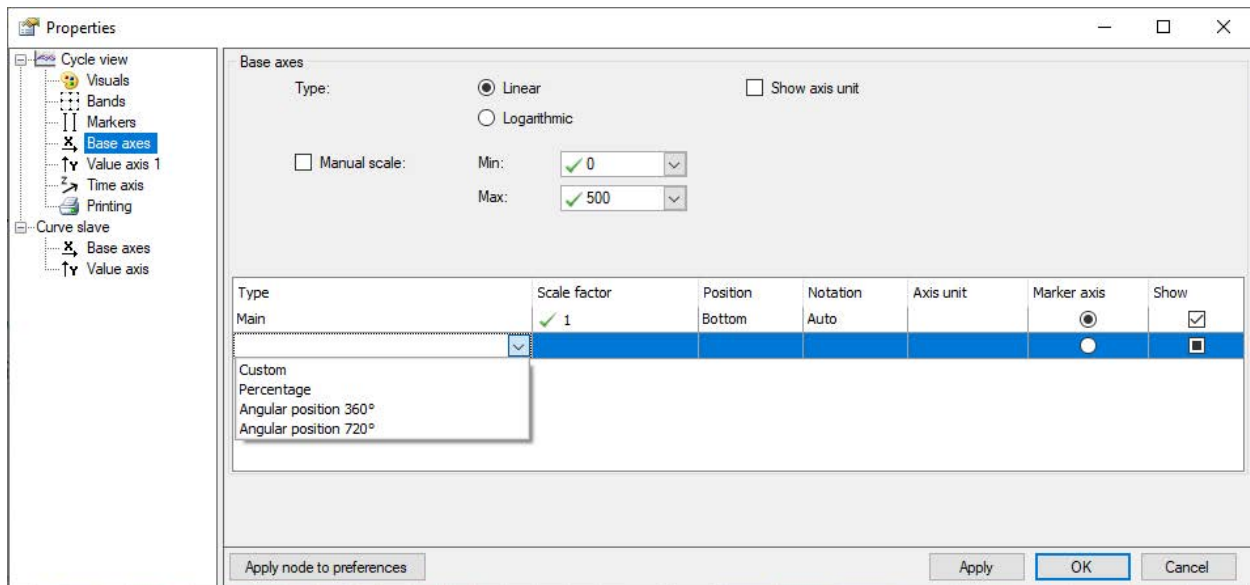 Properties
Cycle view
Visuals
Bands
Markers
X Base axes
Y Value axis 1
Z Time axis
Printing
Curve slave
X Base axes
Y Value axis
Base axes
Type:
Linear
Show axis unit
Logarithmic
Manual scale:
Min:
0
Max:
500
Type Scale factor Position Notation Axis unit Marker axis Show
Main 1 Bottom Auto
Custom
Percentage
Angular position 360°
Angular position 720°
Apply node to preferences
Apply
OK
Cancel